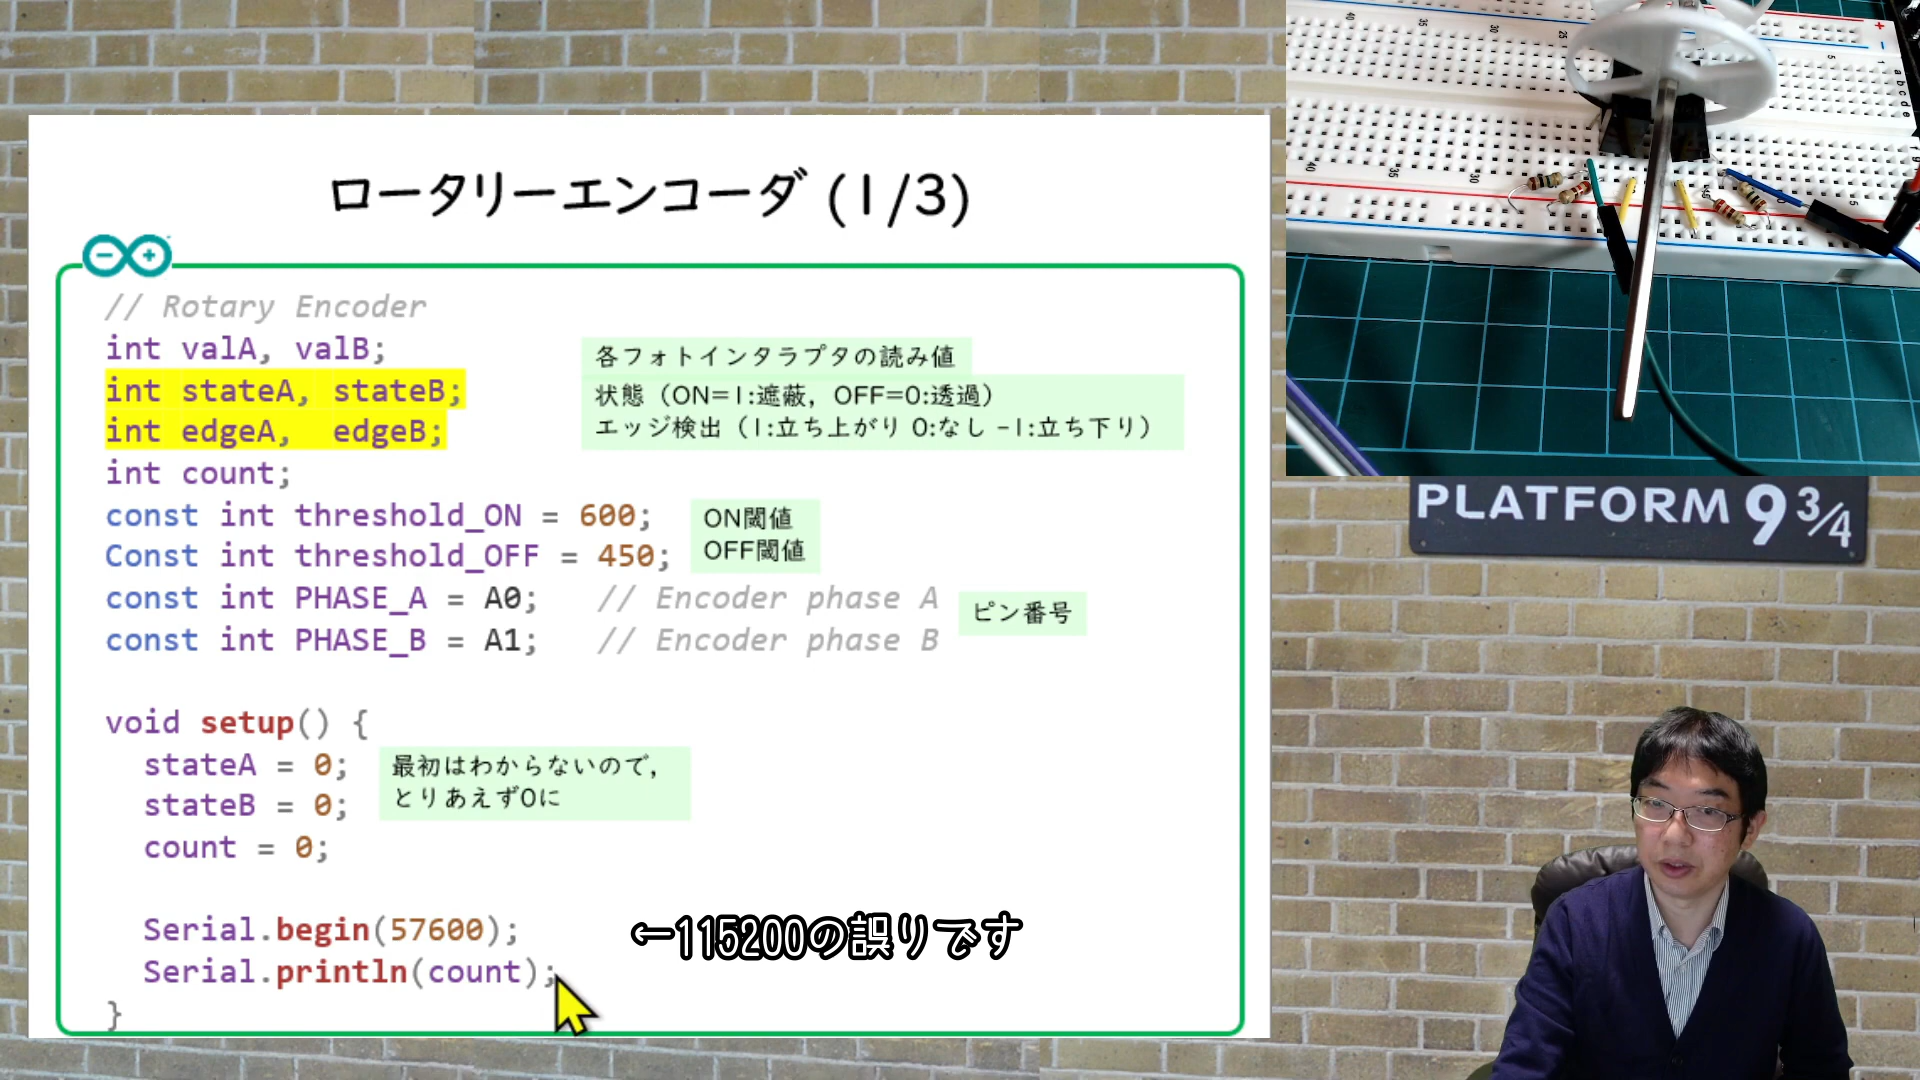 ロータリーエンコーダ (1/3)
// Rotary Encoder
int valA, valB;
各フォトインタラプタの読み値
int stateA, stateB;
状態（ON=1:遮蔽，OFF=0:透過）
int edgeA, edgeB;
エッジ検出（1:立ち上がり 0:なし -1:立ち下り）
int count;
const int threshold_ON = 600;
ON閾値
Const int threshold_OFF = 450;
OFF閾値
const int PHASE_A = A0; // Encoder phase A
ピン番号
const int PHASE_B = A1; // Encoder phase B
void setup() {
stateA = 0;
最初はわからないので，
stateB = 0;
とりあえず0に
count = 0;
Serial.begin(57600);
←115200の誤りです
Serial.println(count);
}
PLATFORM 9 3/4